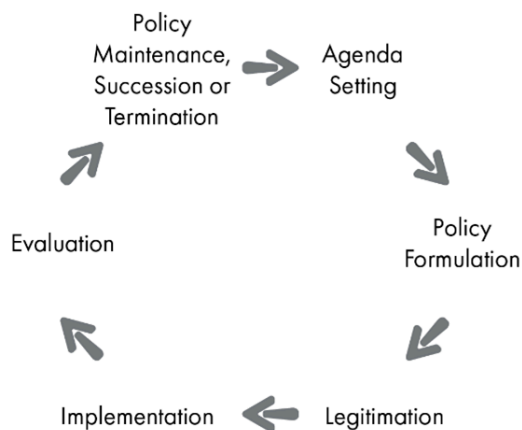 Policy
Maintenance,
Succession or
Termination
Agenda
Setting
Policy
Formulation
Legitimation
Implementation
Evaluation